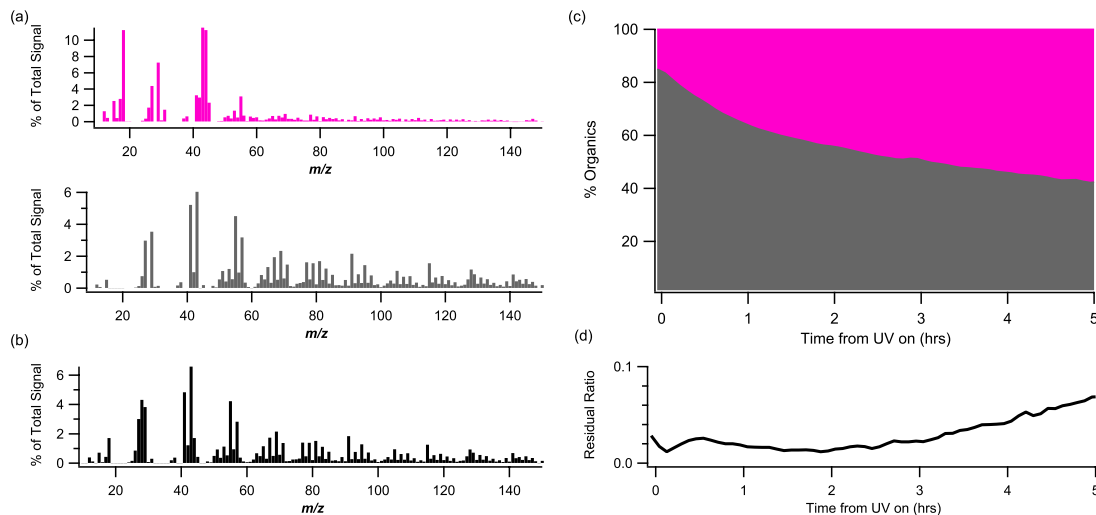 (a)
% of Total Signal
10
8
6
4
2
0
20 40 60 80 100 120 140
m/z
% of Total Signal
6
4
2
0
20 40 60 80 100 120 140
m/z
(b)
% of Total Signal
6
4
2
0
20 40 60 80 100 120 140
m/z
(c)
% Organics
100
80
60
40
20
0 1 2 3 4 5
Time from UV on (hrs)
(d)
Residual Ratio
0.1
0.0
0 1 2 3 4 5
Time from UV on (hrs)